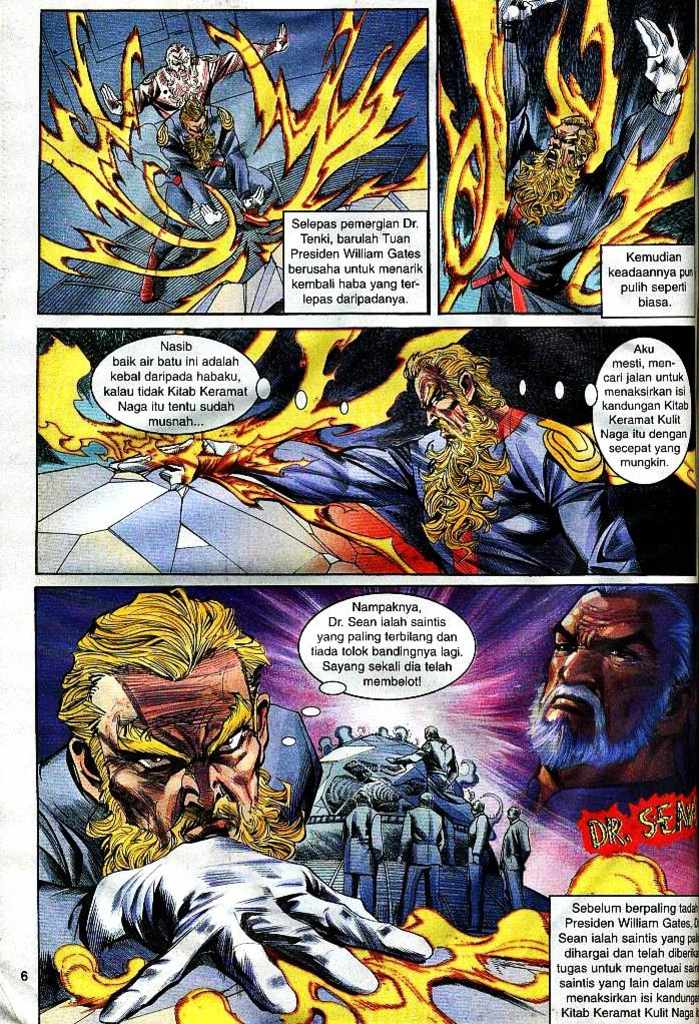 Selepas pemergian Dr.
Tenki, barulah Tuan
Presiden William Gates
berusaha untuk menarik
kembali haba yang ter-
lepas daripadanya.
Kemudian
keadaannya pun
pulih seperti
biasa.
Nasib
baik air batu ini adalah
kebal daripada habaku,
kalau tidak Kitab Keramat
Naga itu tentu sudah
musnah...
Aku
mesti, men-
cari jalan untuk
menaksirkan isi
kandungan Kitab
Keramat Kulit
Naga itu dengan
secepat yang
mungkin.
Nampaknya,
Dr. Sean ialah saintis
yang paling terbilang dan
tiada tolok bandingnya lagi.
Sayang sekali dia telah
membelot!
DR. SEAN
Sebelum berpaling
Presiden William Gates,
Sean ialah saintis yang
dihargai dan telah
tugas untuk mengetuai
saintis yang lain dalam
menaksirkan isi
Kitab Keramat Kulit Naga
6